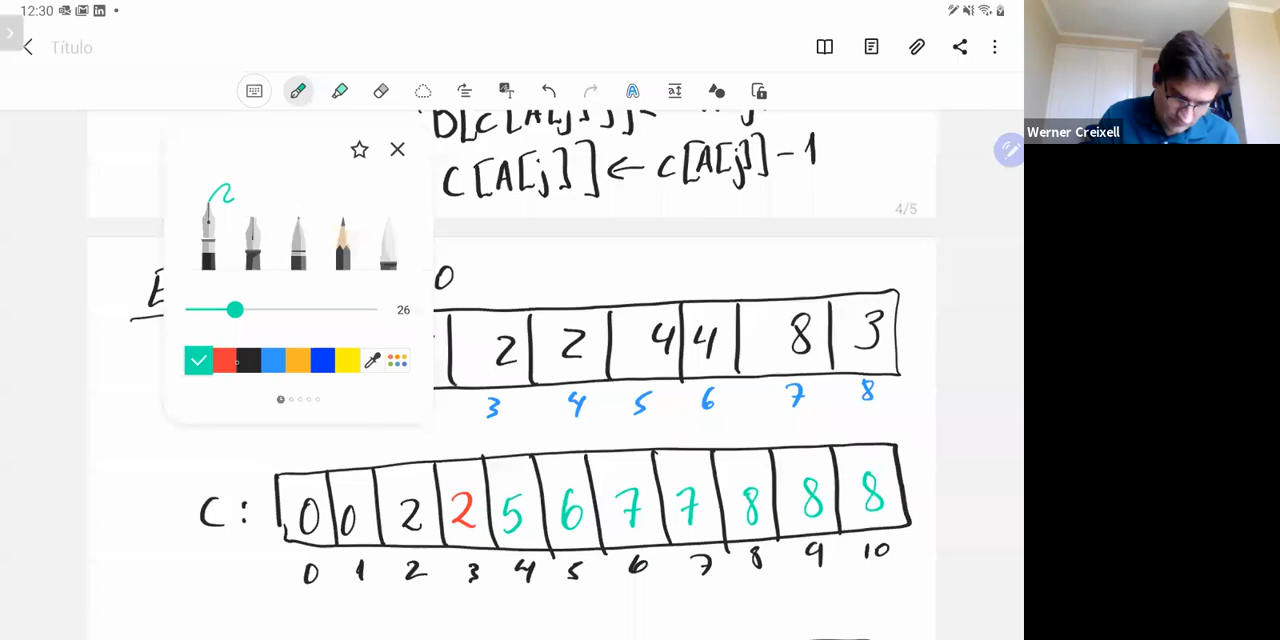 12:30
Título
C[A[j]] ← C[A[j]] - 1
4/5
26
2 2 4 4 8 3
3 4 5 6 7 8
C: 0 0 2 2 5 6 7 7 8 8 8
0 1 2 3 4 5 6 7 8 9 10
Werner Creixell